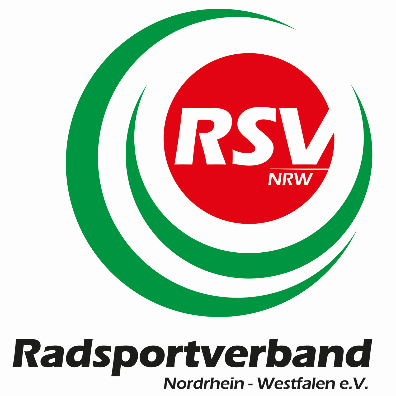 RSV
NRW
Radsportverband
Nordrhein - Westfalen e.V.